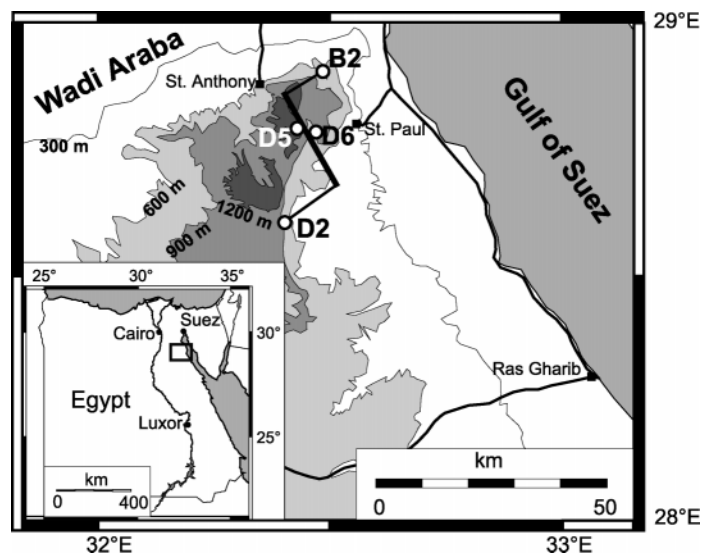 29°E
Wadi Araba
B2
St. Anthony
Gulf of Suez
D5
D6
St. Paul
300 m
600 m
1200 m
900 m
D2
25° 30° 35°
Suez
Cairo
30°
Ras Gharib
Egypt
Luxor
25°
km
0 400
km
0 50
28°E
32°E 33°E